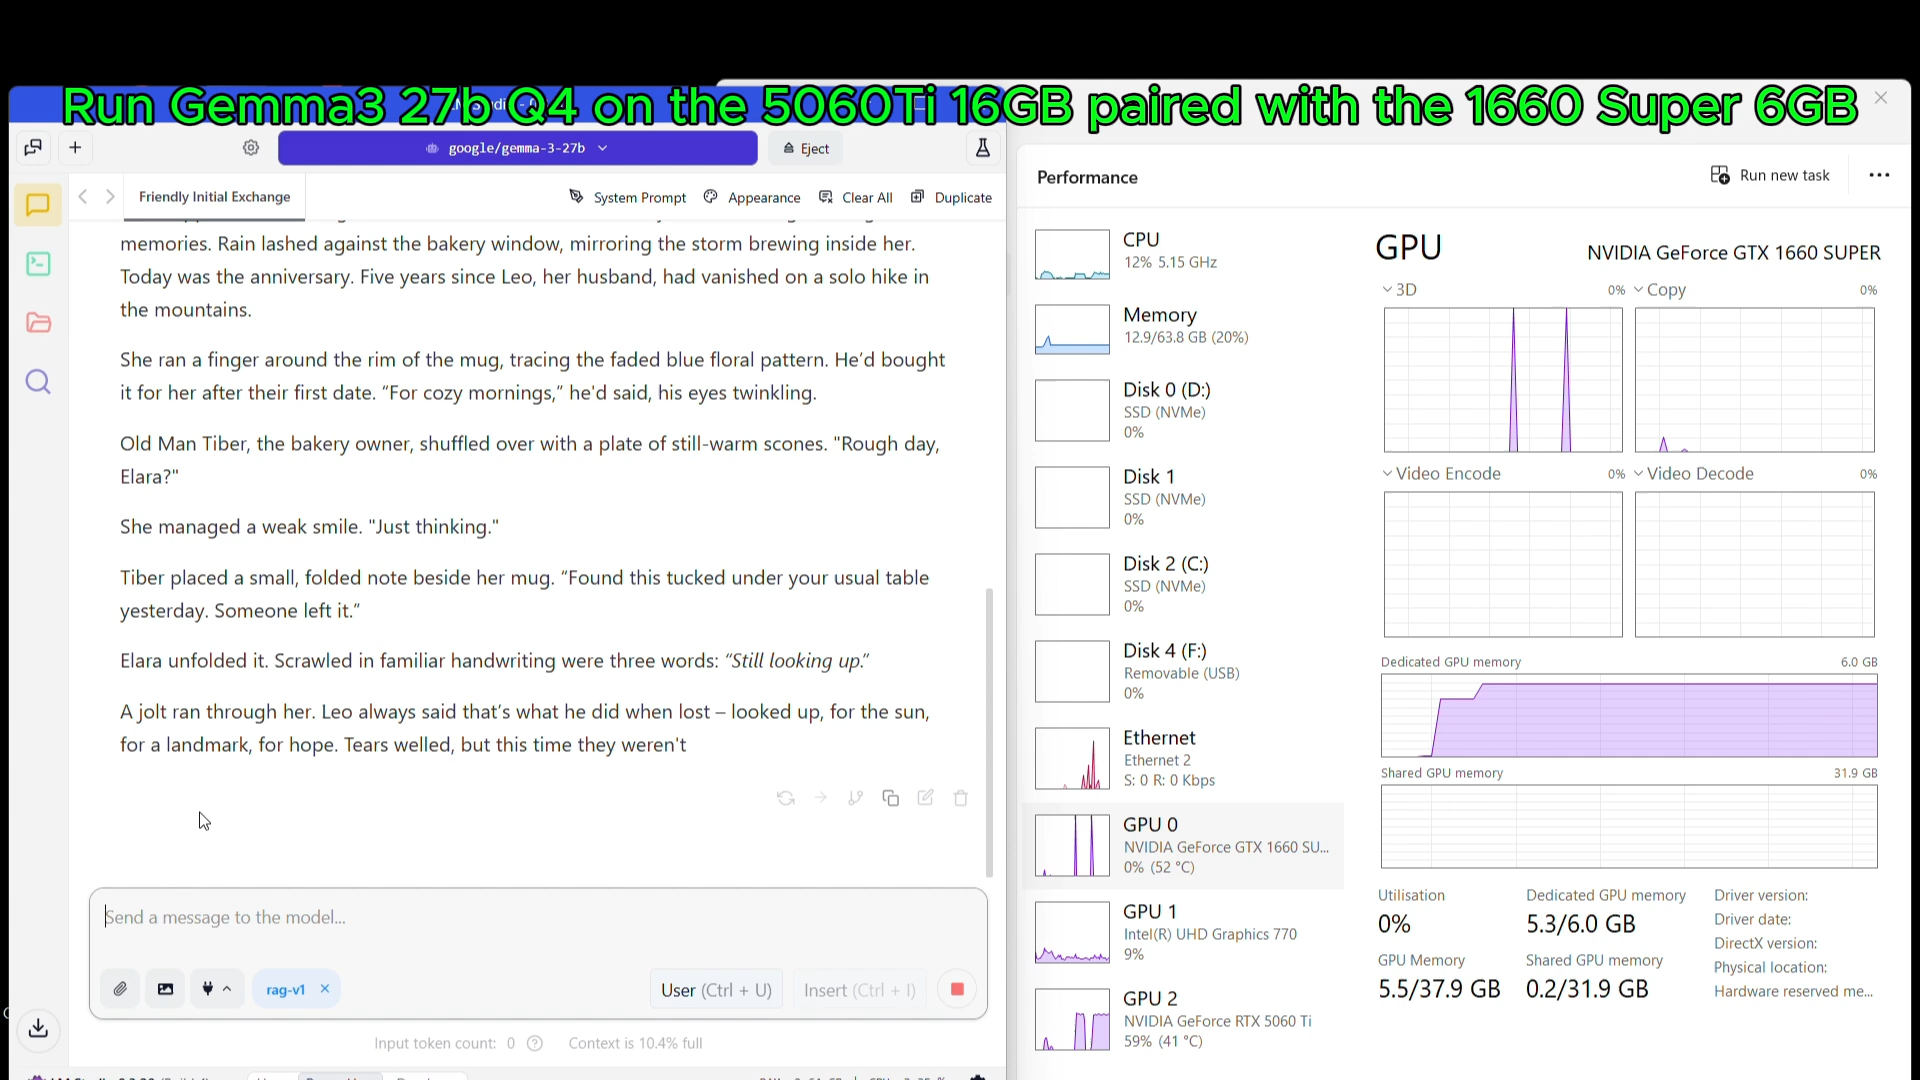 Run Gemma3 27b Q4 on the 5060Ti 16GB paired with the 1660 Super 6GB
google/gemma-3-27b
Eject
Friendly Initial Exchange
System Prompt
Appearance
Clear All
Duplicate
memories. Rain lashed against the bakery window, mirroring the storm brewing inside her.
Today was the anniversary. Five years since Leo, her husband, had vanished on a solo hike in
the mountains.
She ran a finger around the rim of the mug, tracing the faded blue floral pattern. He’d bought
it for her after their first date. “For cozy mornings,” he'd said, his eyes twinkling.
Old Man Tiber, the bakery owner, shuffled over with a plate of still-warm scones. "Rough day,
Elara?"
She managed a weak smile. "Just thinking."
Tiber placed a small, folded note beside her mug. “Found this tucked under your usual table
yesterday. Someone left it.”
Elara unfolded it. Scrawled in familiar handwriting were three words: “Still looking up.”
A jolt ran through her. Leo always said that’s what he did when lost – looked up, for the sun,
for a landmark, for hope. Tears welled, but this time they weren't
Send a message to the model...
rag-v1
User (Ctrl + U)
Insert (Ctrl + I)
Input token count: 0
Context is 10.4% full
Performance
Run new task
CPU
12% 5.15 GHz
Memory
12.9/63.8 GB (20%)
Disk 0 (D:)
SSD (NVMe)
0%
Disk 1
SSD (NVMe)
0%
Disk 2 (C:)
SSD (NVMe)
0%
Disk 4 (F:)
Removable (USB)
0%
Ethernet
Ethernet 2
S: 0 R: 0 Kbps
GPU 0
NVIDIA GeForce GTX 1660 SU...
0% (52 °C)
GPU 1
Intel(R) UHD Graphics 770
9%
GPU 2
NVIDIA GeForce RTX 5060 Ti
59% (41 °C)
GPU
NVIDIA GeForce GTX 1660 SUPER
3D 0%
Copy 0%
Video Encode 0%
Video Decode 0%
Dedicated GPU memory 6.0 GB
Shared GPU memory 31.9 GB
Utilisation
0%
Dedicated GPU memory
5.3/6.0 GB
GPU Memory
5.5/37.9 GB
Shared GPU memory
0.2/31.9 GB
Driver version:
Driver date:
DirectX version:
Physical location:
Hardware reserved me...